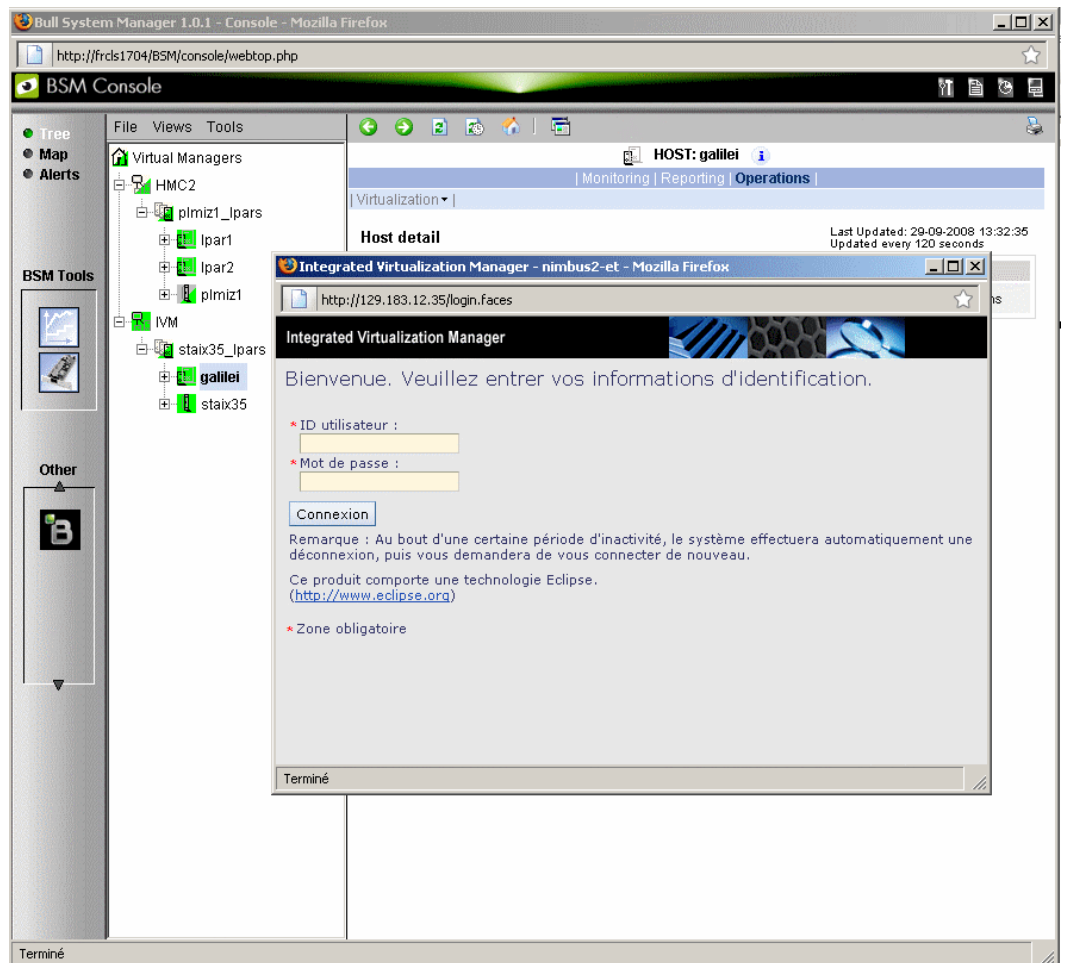 Bull System Manager 1.0.1 - Console - Mozilla Firefox
http://frcls1704/BSM/console/webtop.php
BSM Console
Tree
Map
Alerts
BSM Tools
Other
File Views Tools
Virtual Managers
HMC2
plmiz1_lpars
lpar1
lpar2
plmiz1
IVM
staix35_lpars
galilei
staix35
HOST: galilei
| Monitoring | Reporting | Operations |
| Virtualization |
Host detail
Last Updated: 29-09-2008 13:32:35
Updated every 120 seconds
Integrated Virtualization Manager - nimbus2-et - Mozilla Firefox
http://129.183.12.35/login.faces
Integrated Virtualization Manager
Bienvenue. Veuillez entrer vos informations d'identification.
*ID utilisateur :
*Mot de passe :
Connexion
Remarque : Au bout d'une certaine période d'inactivité, le système effectuera automatiquement une
déconnexion, puis vous demandera de vous connecter de nouveau.
Ce produit comporte une technologie Eclipse.
(http://www.eclipse.org)
*Zone obligatoire
Terminé
Terminé